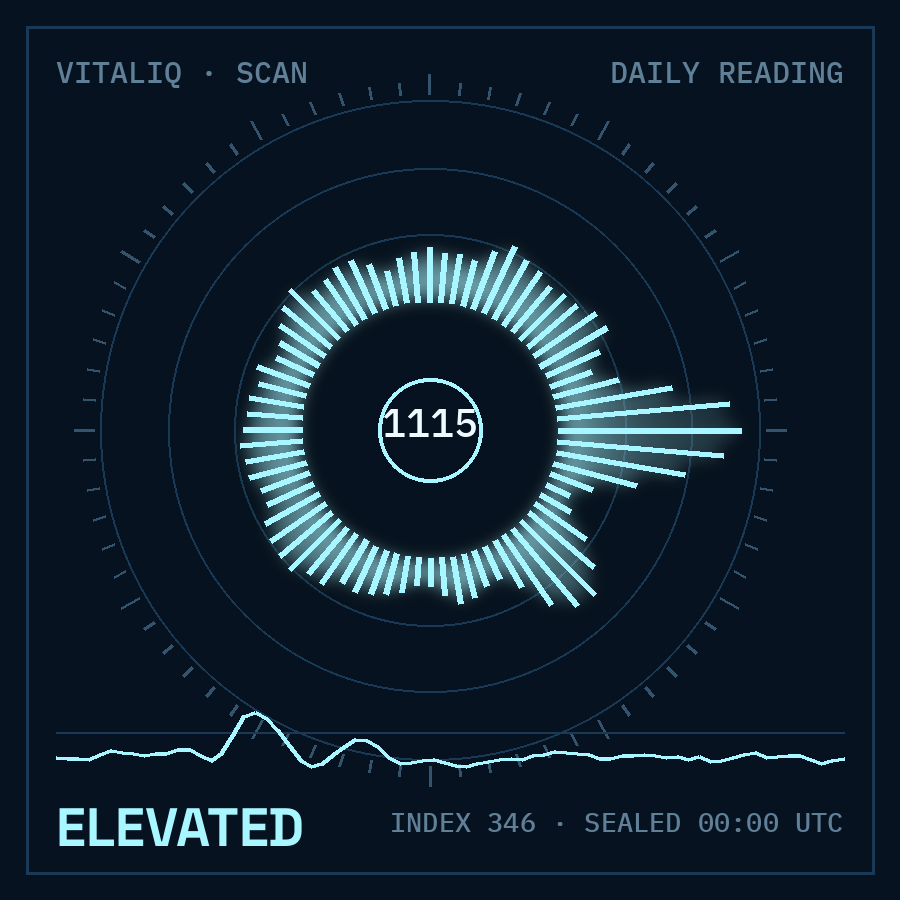 VITALIQ · SCAN
DAILY READING
1115
ELEVATED
INDEX 346 · SEALED 00:00 UTC